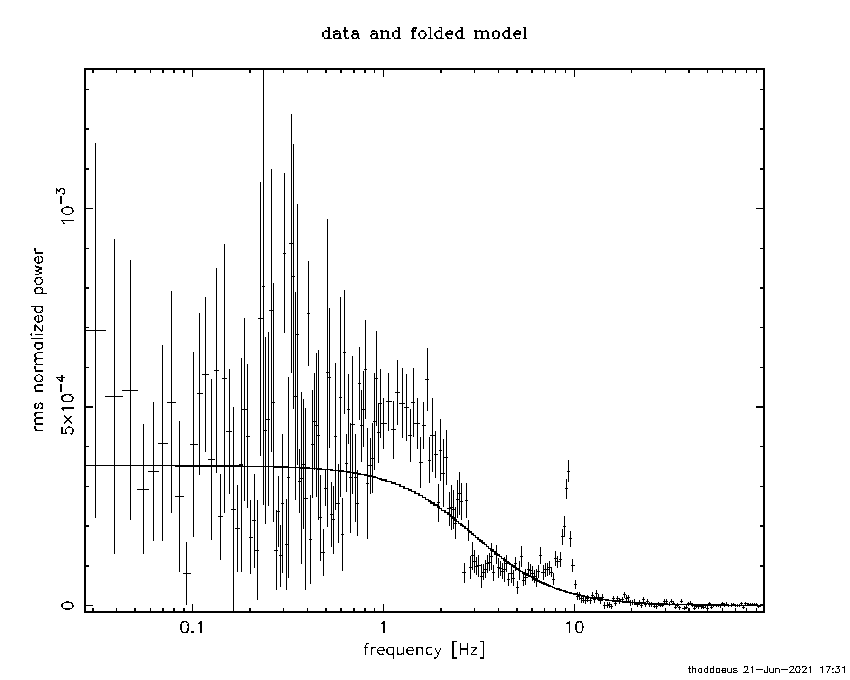 data and folded model
rms normalized power
10⁻³
5×10⁻⁴
0
0.1 1 10
frequency [Hz]
thoddaeus 21-Jun-2021 17:31